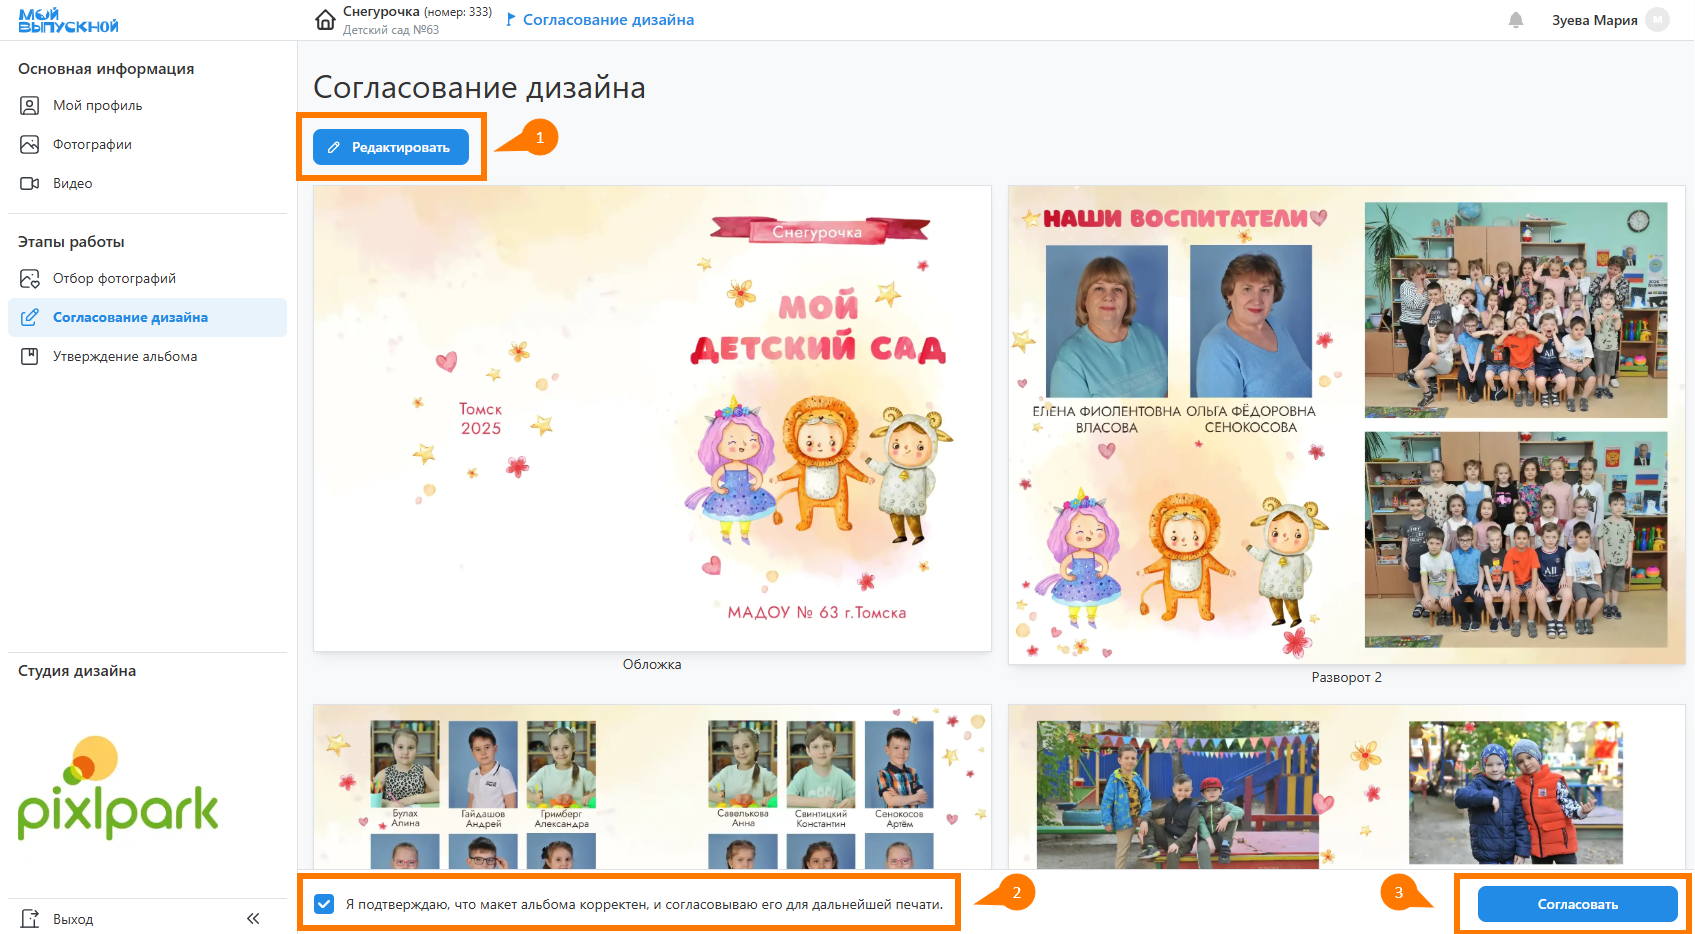 МОЙ
ВЫПУСКНОЙ
Снегурочка (номер: 333)
Детский сад №63
Согласование дизайна
Зуева Мария
М
Основная информация
Мой профиль
Фотографии
Видео
Этапы работы
Отбор фотографий
Согласование дизайна
Утверждение альбома
Студия дизайна
pixlpark
Выход
Согласование дизайна
Редактировать
1
Снегурочка
МОЙ
ДЕТСКИЙ САД
Томск
2025
МАДОУ № 63 г.Томска
Обложка
НАШИ ВОСПИТАТЕЛИ
ЕЛЕНА ФИОЛЕНТОВНА
ВЛАСОВА
ОЛЬГА ФЁДОРОВНА
СЕНОКОСОВА
Разворот 2
Булах
Алина
Гайдашов
Андрей
Гримберг
Александра
Савелькова
Анна
Свинтицкий
Константин
Сенокосов
Артём
Я подтверждаю, что макет альбома корректен, и согласовываю его для дальнейшей печати.
2
3
Согласовать